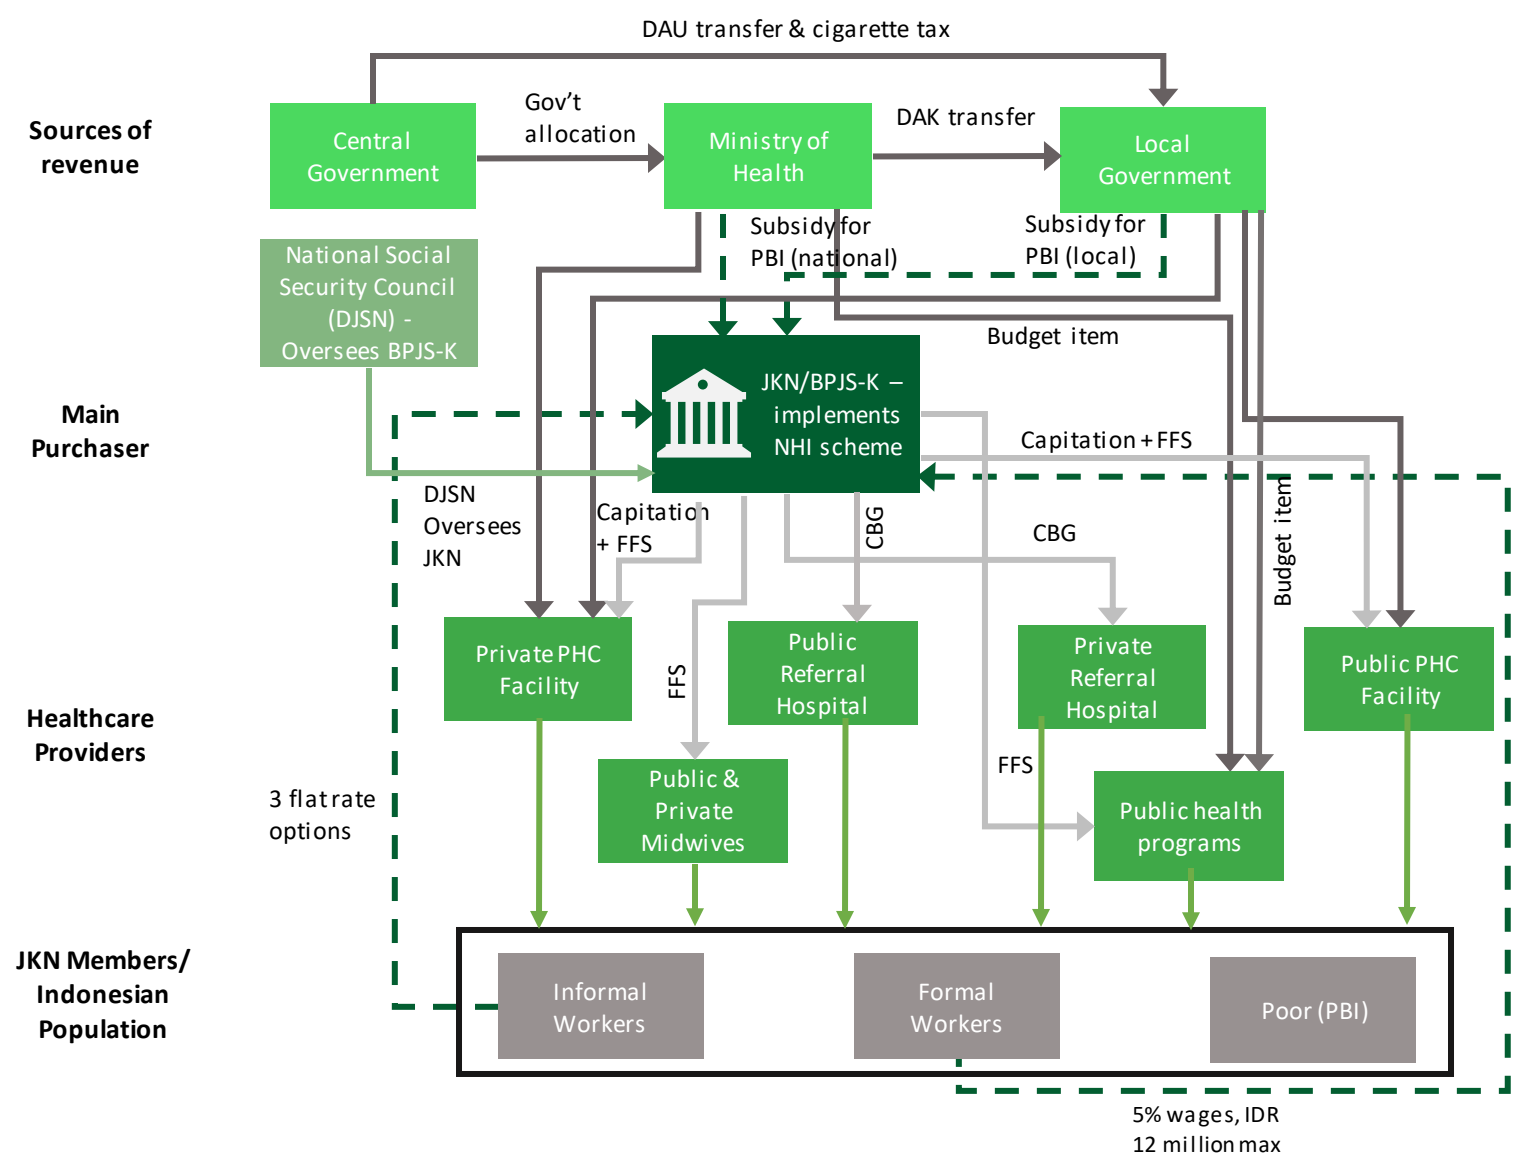 DAU transfer & cigarette tax
Sources of
revenue
Central
Government
Gov't
allocation
Ministry of
Health
DAK transfer
Local
Government
National Social
Security Council
(DJSN) -
Oversees BPJS-K
Subsidy for
PBI (national)
Subsidy for
PBI (local)
Budget item
Main
Purchaser
JKN/BPJS-K –
implements
NHI scheme
Capitation + FFS
DJSN
Oversees
JKN
Capitation
+ FFS
CBG
CBG
Budget item
Healthcare
Providers
Private PHC
Facility
FFS
Public
Referral
Hospital
Private
Referral
Hospital
Public PHC
Facility
3 flat rate
options
Public &
Private
Midwives
FFS
Public health
programs
JKN Members/
Indonesian
Population
Informal
Workers
Formal
Workers
Poor (PBI)
5% wages, IDR
12 million max